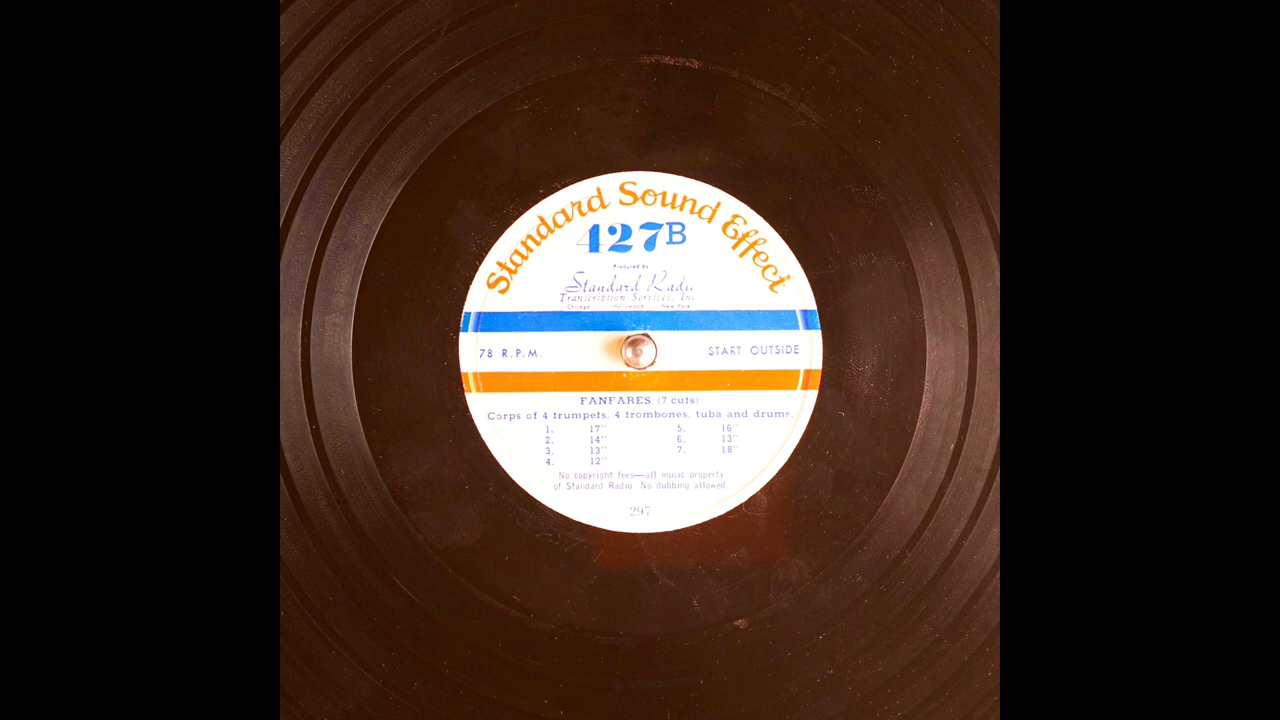 Standard Sound Effect
427B
Produced by
Standard Radio
Transcription Services, Inc
Chicago Hollywood New York
78 R.P.M. START OUTSIDE
FANFARES (7 cuts)
Corps of 4 trumpets, 4 trombones, tuba and drums.
1. 17" 5. 16"
2. 14" 6. 13"
3. 13" 7. 18"
4. 12"
No copyright fees—all music property
of Standard Radio. No dubbing allowed.
297